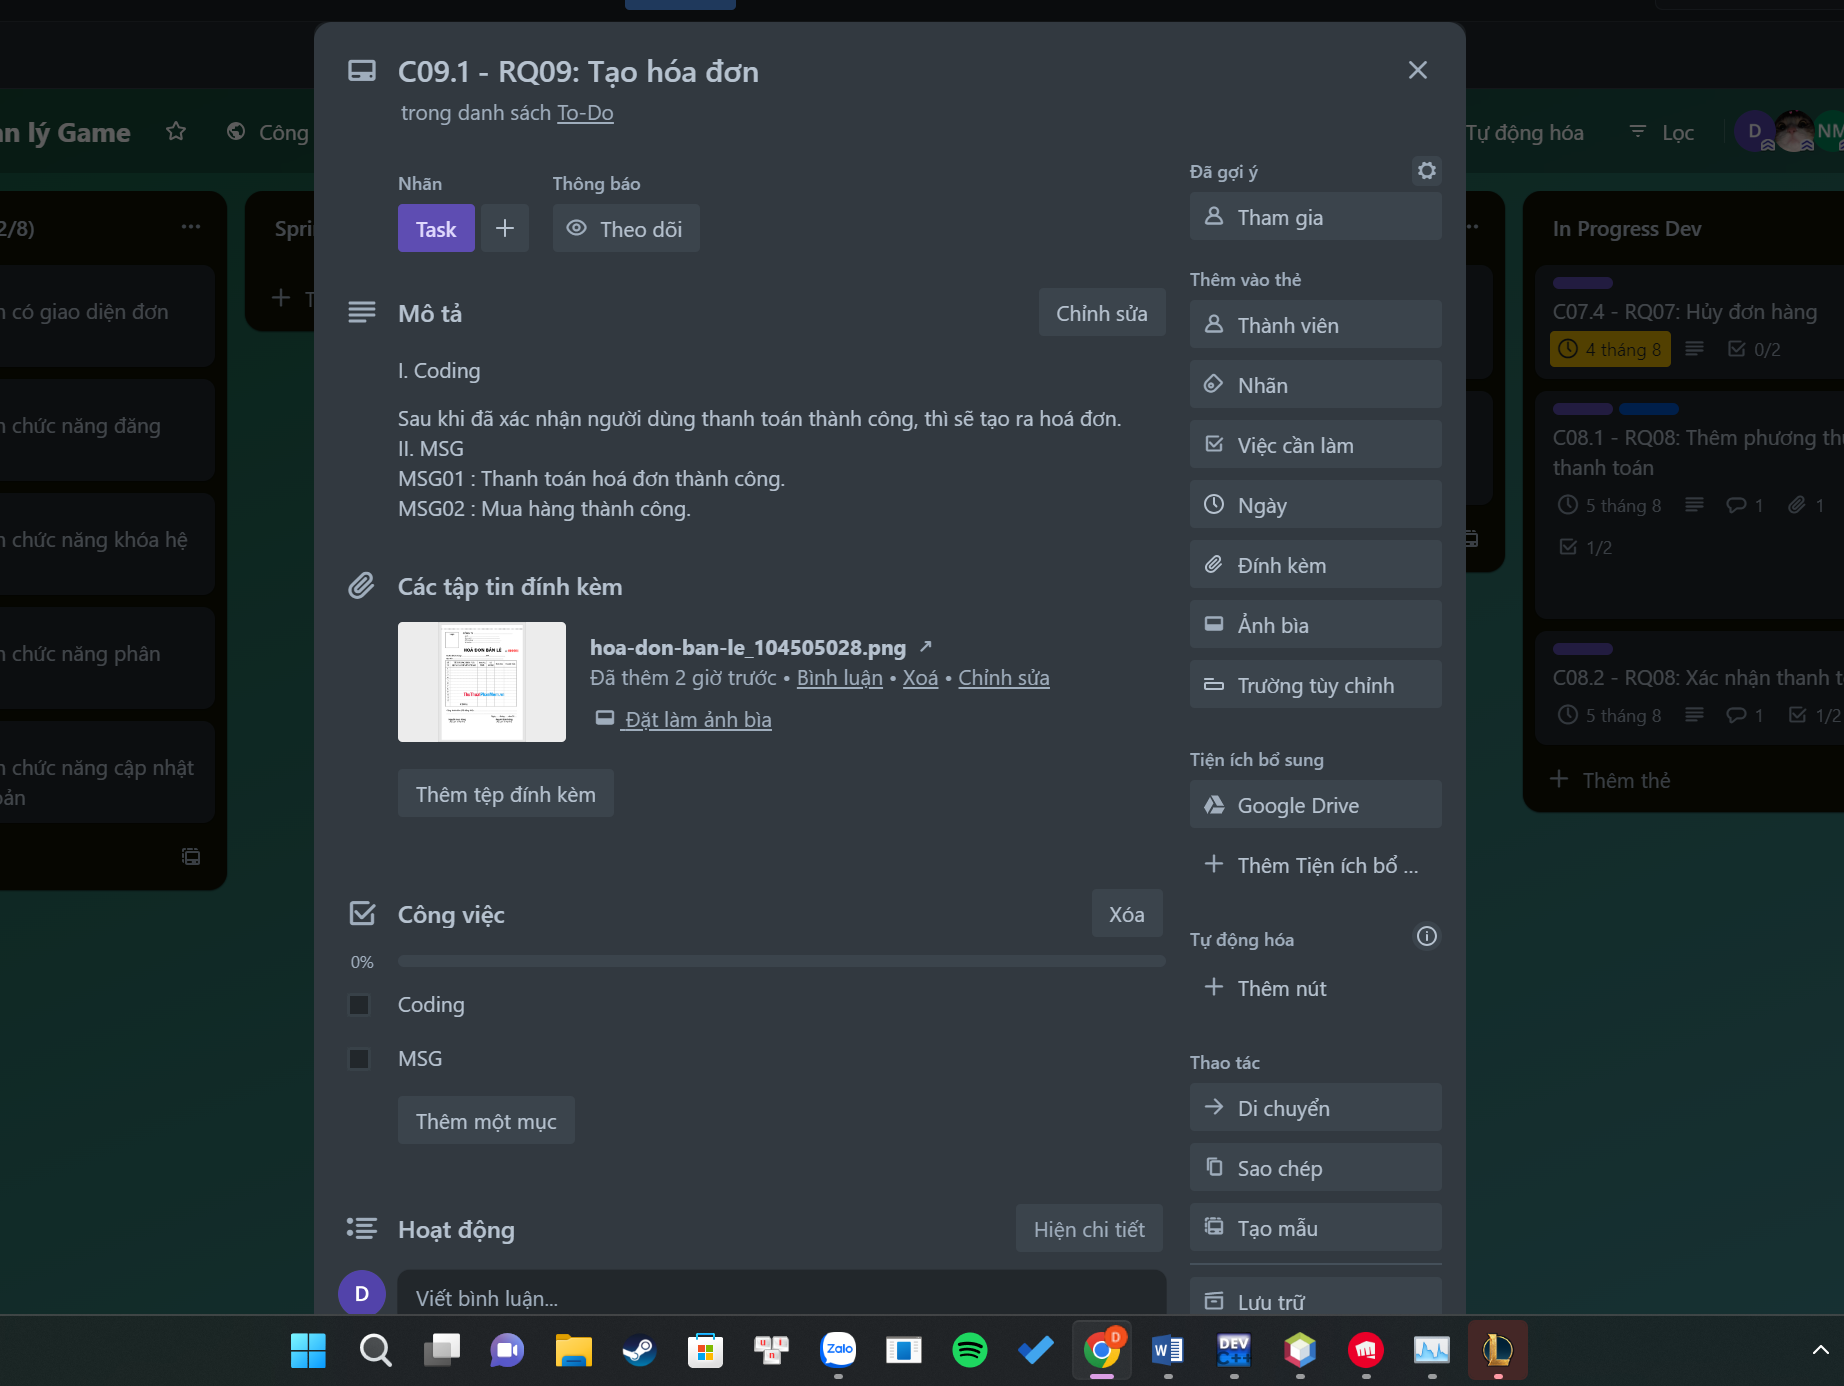 C09.1 - RQ09: Tạo hóa đơn
trong danh sách To-Do
Nhãn
Thông báo
Task
Theo dõi
Mô tả
Chỉnh sửa
I. Coding
Sau khi đã xác nhận người dùng thanh toán thành công, thì sẽ tạo ra hoá đơn.
II. MSG
MSG01 : Thanh toán hoá đơn thành công.
MSG02 : Mua hàng thành công.
Các tập tin đính kèm
HOÁ ĐƠN BÁN LẺ
hoa-don-ban-le_104505028.png
Đã thêm 2 giờ trước • Bình luận • Xoá • Chỉnh sửa
Đặt làm ảnh bìa
Thêm tệp đính kèm
Công việc
Xóa
0%
Coding
MSG
Thêm một mục
Hoạt động
Hiện chi tiết
D
Viết bình luận...
Đã gợi ý
Tham gia
Thêm vào thẻ
Thành viên
Nhãn
Việc cần làm
Ngày
Đính kèm
Ảnh bìa
Trường tùy chỉnh
Tiện ích bổ sung
Google Drive
Thêm Tiện ích bổ ...
Tự động hóa
Thêm nút
Thao tác
Di chuyển
Sao chép
Tạo mẫu
Lưu trữ
lý Game
Công
2/8)
có giao diện đơn
chức năng đăng
chức năng khóa hệ
chức năng phân
chức năng cập nhật
Tự động hóa
Lọc
D
NM
In Progress Dev
C07.4 - RQ07: Hủy đơn hàng
4 tháng 8
0/2
C08.1 - RQ08: Thêm phương
thanh toán
5 tháng 8
1
1
1/2
C08.2 - RQ08: Xác nhận thanh
5 tháng 8
1
1/2
Thêm thẻ
Zalo
D
W
DEV
C++